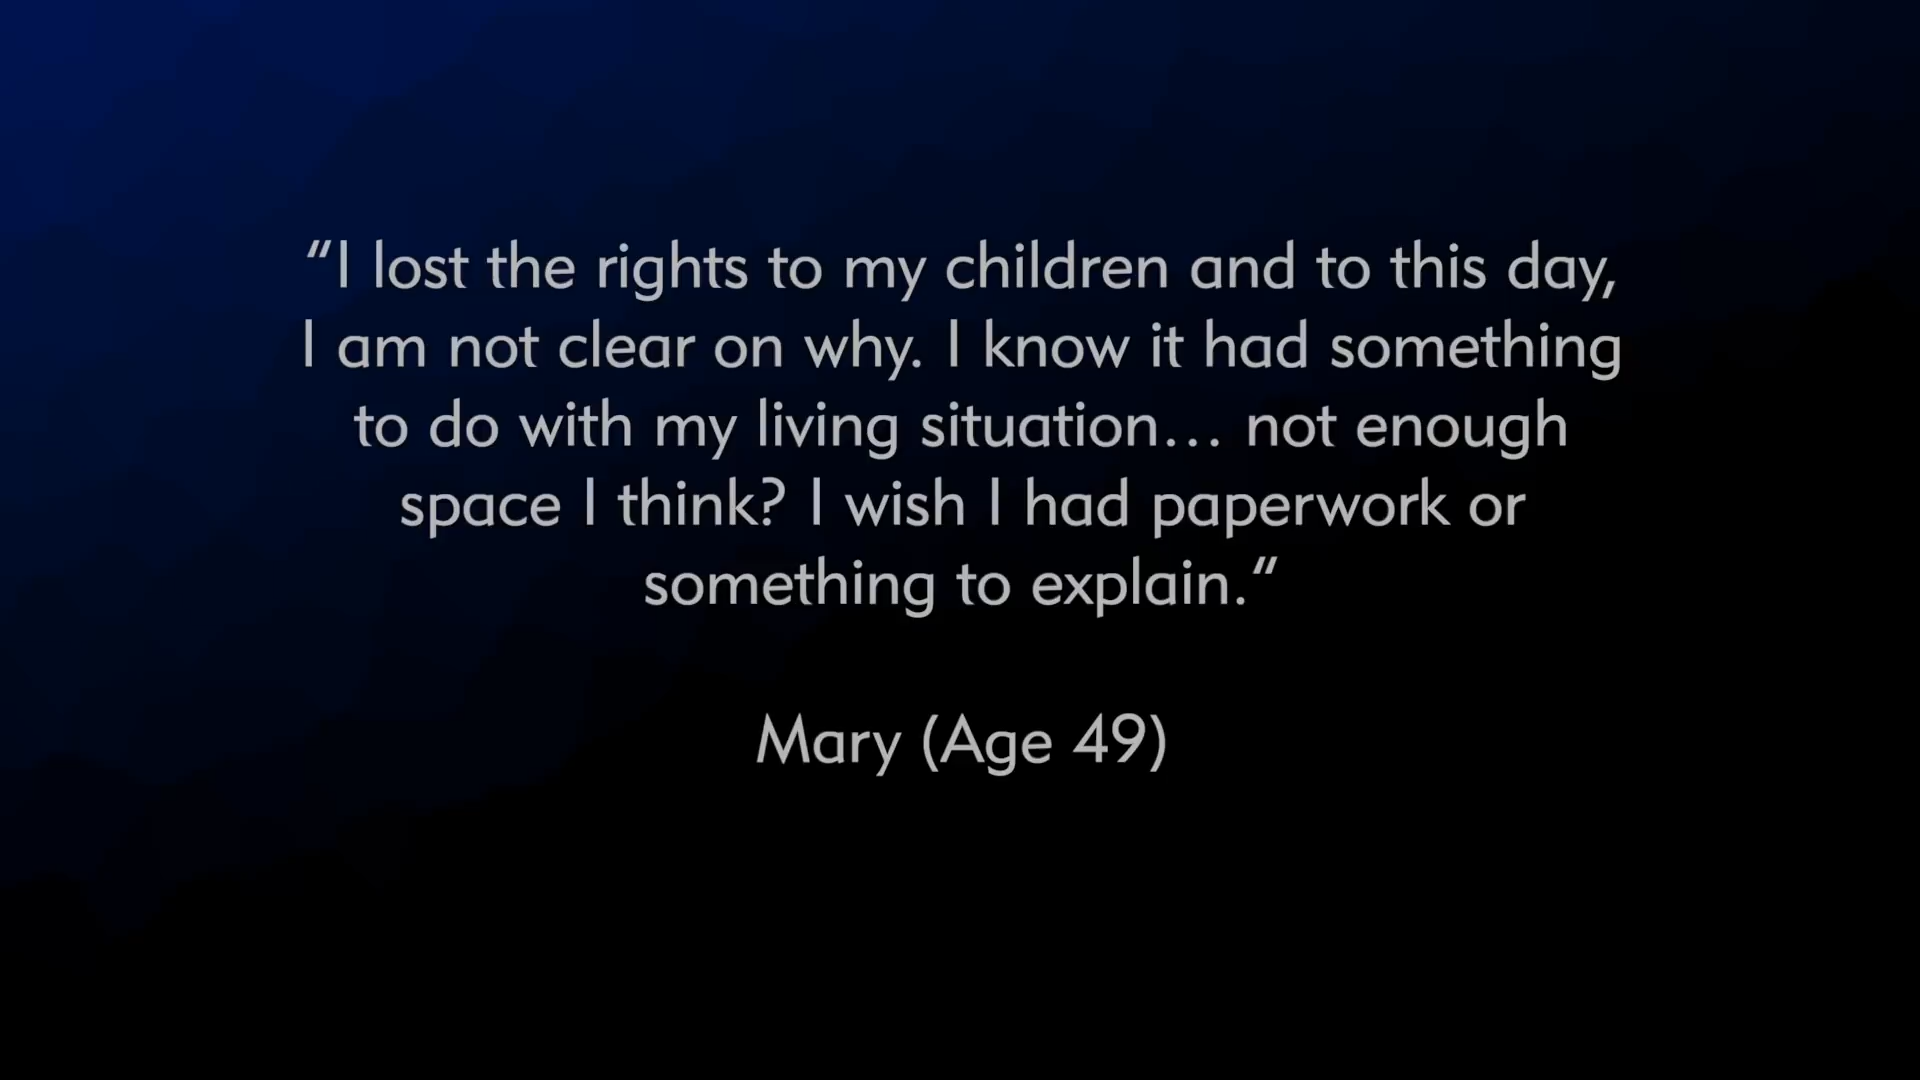 “I lost the rights to my children and to this day,
I am not clear on why. I know it had something
to do with my living situation… not enough
space I think? I wish I had paperwork or
something to explain.“
Mary (Age 49)